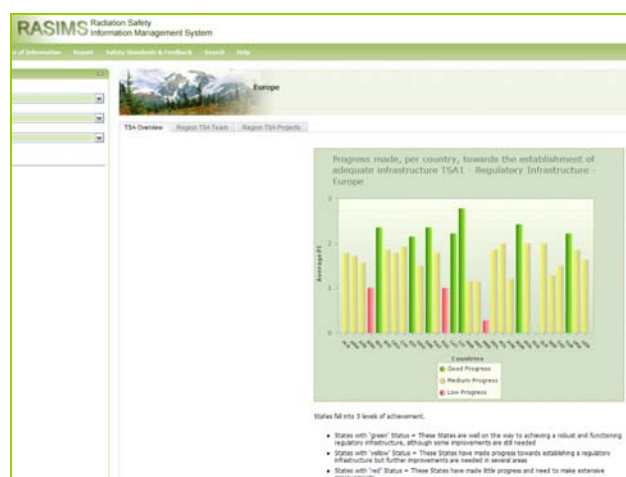 RASIMS Radiation Safety
Information Management System
of Information Report Safety Standards & Feedback Search Help
Europe
TSA Overview Region TSA Team Region TSA Projects
Progress made, per country, towards the establishment of
adequate infrastructure TSA1 - Regulatory Infrastructure -
Europe
3
2
1
0
Average PI
Countries
Good Progress
Medium Progress
Low Progress
States fall into 3 levels of achievement.
States with 'green' Status = These States are well on the way to achieving a robust and functioning
regulatory infrastructure, although some improvements are still needed
States with 'yellow' Status = These States have made progress towards establishing a regulatory
infrastructure but further improvements are needed in several areas
States with 'red' Status = These States have made little progress and need to make extensive